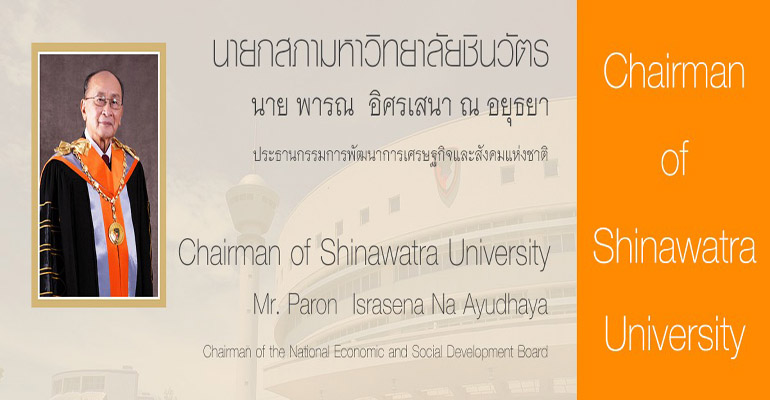 นายกสภามหาวิทยาลัยชินวัตร
นาย พารณ อิศรเสนา ณ อยุธยา
ประธานกรรมการพัฒนาการเศรษฐกิจและสังคมแห่งชาติ
Chairman of Shinawatra University
Mr. Paron Israsena Na Ayudhaya
Chairman of the National Economic and Social Development Board
Chairman
of
Shinawatra
University